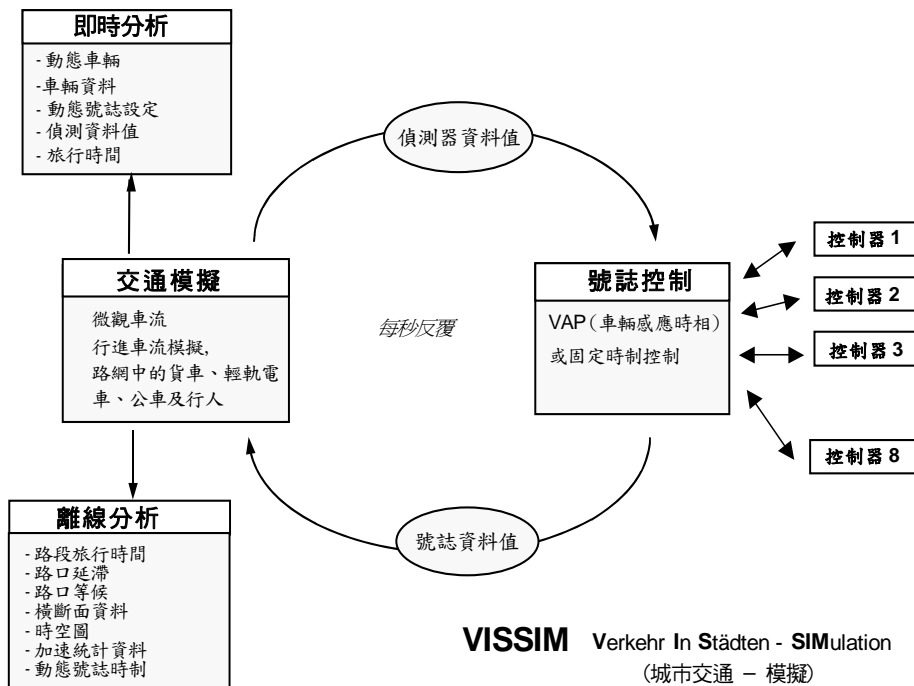 即時分析
- 動態車輛
-車輛資料
- 動態號誌設定
- 偵測資料值
- 旅行時間
偵測器資料值
交通模擬
微觀車流
行進車流模擬,
路網中的貨車、輕軌電
車、公車及行人
每秒反覆
號誌控制
VAP(車輛感應時相)
或固定時制控制
控制器 1
控制器 2
控制器 3
控制器 8
離線分析
- 路段旅行時間
- 路口延滯
- 路口等候
- 橫斷面資料
- 時空圖
- 加速統計資料
- 動態號誌時制
號誌資料值
VISSIM Verkehr In Städten - SIMulation
(城市交通 – 模擬)